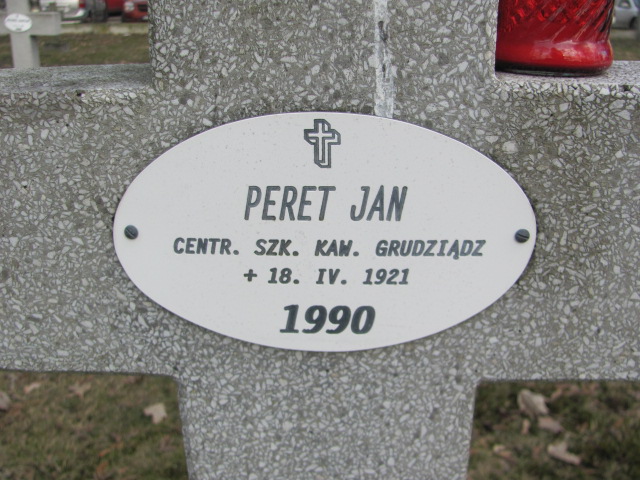 PERET JAN
CENTR. SZK. KAW. GRUDZIĄDZ
+ 18. IV. 1921
1990